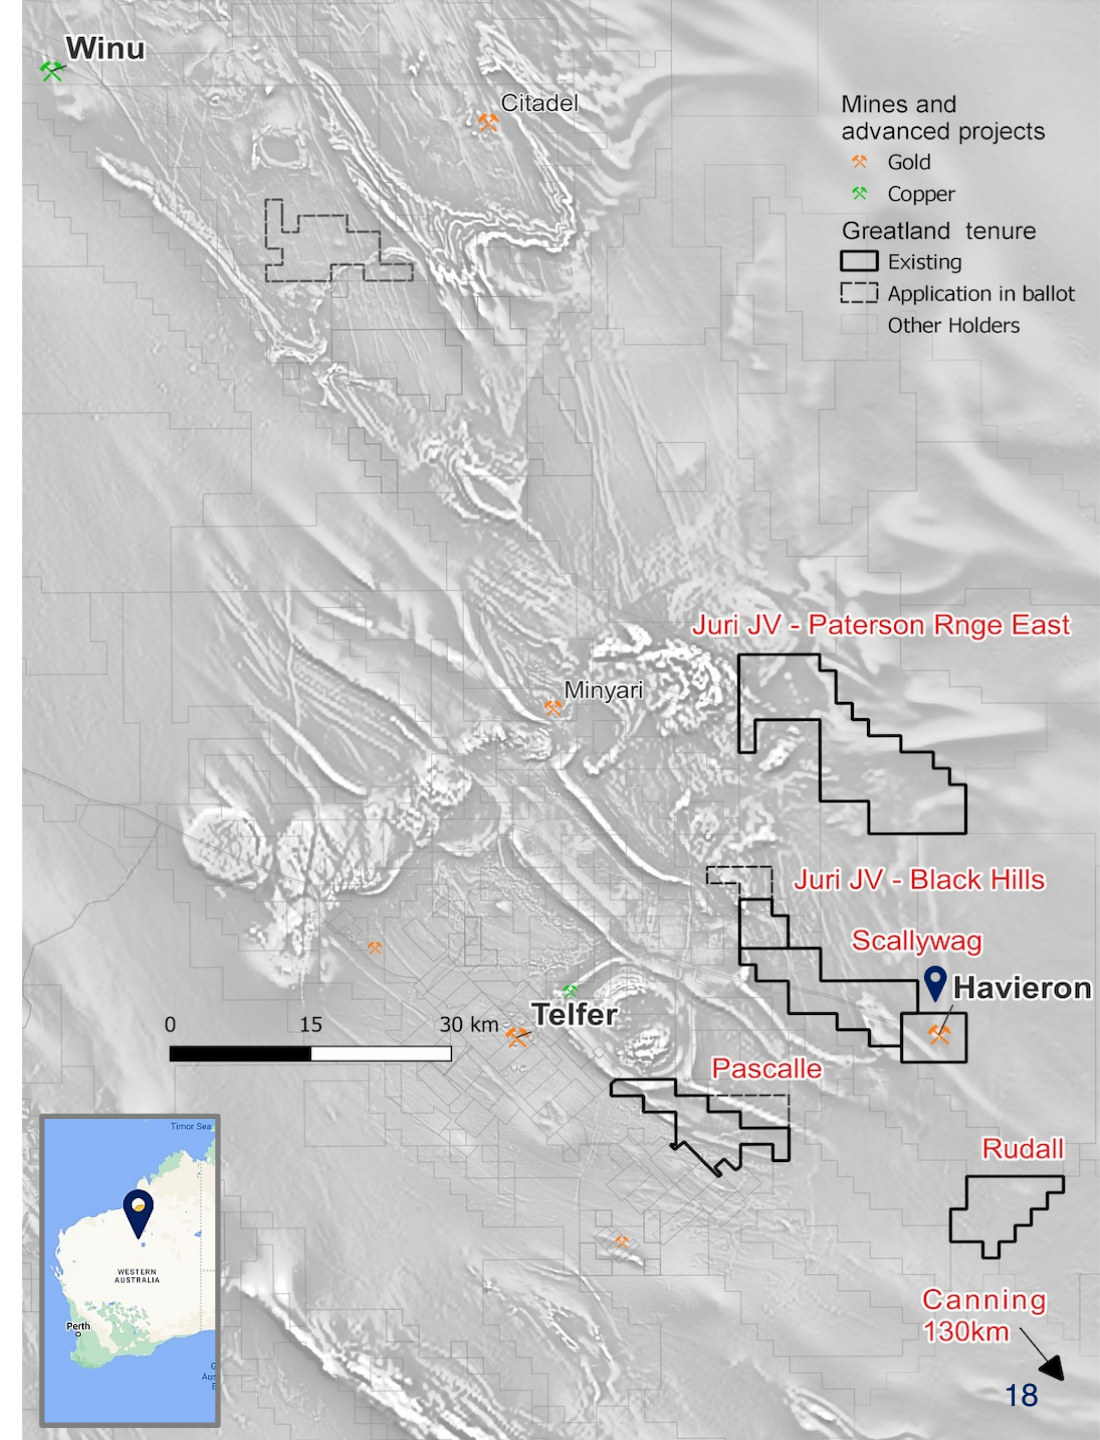 Winu
Citadel
Mines and
advanced projects
Gold
Copper
Greatland tenure
Existing
Application in ballot
Other Holders
Juri JV - Paterson Rnge East
Minyari
Juri JV - Black Hills
Scallywag
Havieron
Telfer
0 15 30 km
Pascalle
Timor Sea
WESTERN
AUSTRALIA
Perth
Rudall
Canning
130km
18